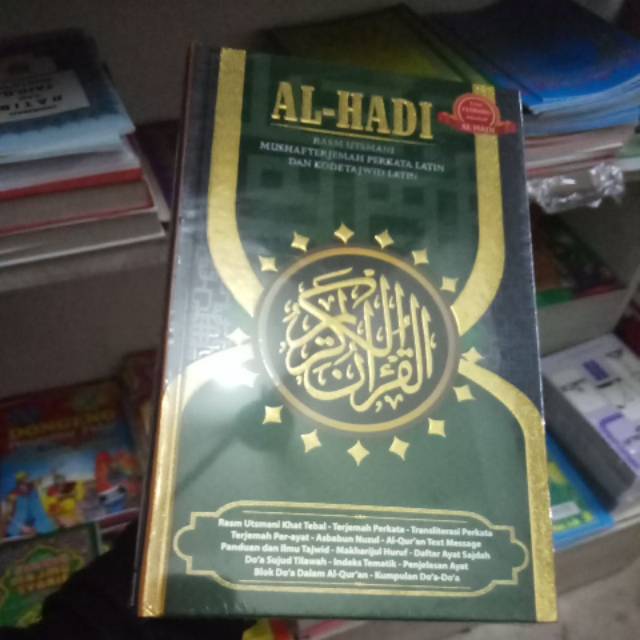 AL-HADI
RASM UTSMANI
MUSHAF TERJEMAH PERKATA LATIN
DAN KODE TAJWID LATIN
القرآن الكريم
Rasm Utsmani Khat Tebal - Terjemah Perkata - Transliterasi Perkata
Terjemah Per-ayat - Asbabun Nuzul - Al-Qur'an Text Menurun
Panduan dan Ilmu Tajwid - Makharijul Huruf - Daftar Ayat Sajdah
Do'a Sujud Tilawah - Indeks Tematik - Penjelasan Ayat
Blok Do'a Dalam Al-Qur'an - Kumpulan Do'a-Do'a